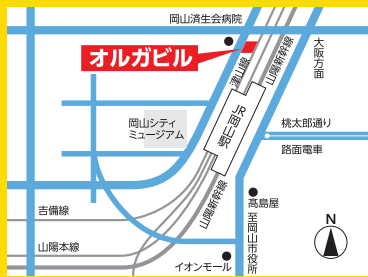 岡山済生会病院
オルガビル
津山線
山陽新幹線
大阪方面
JR岡山駅
岡山シティ
ミュージアム
桃太郎通り
路面電車
山陽新幹線
髙島屋
至岡山市役所
吉備線
山陽本線
イオンモール
N